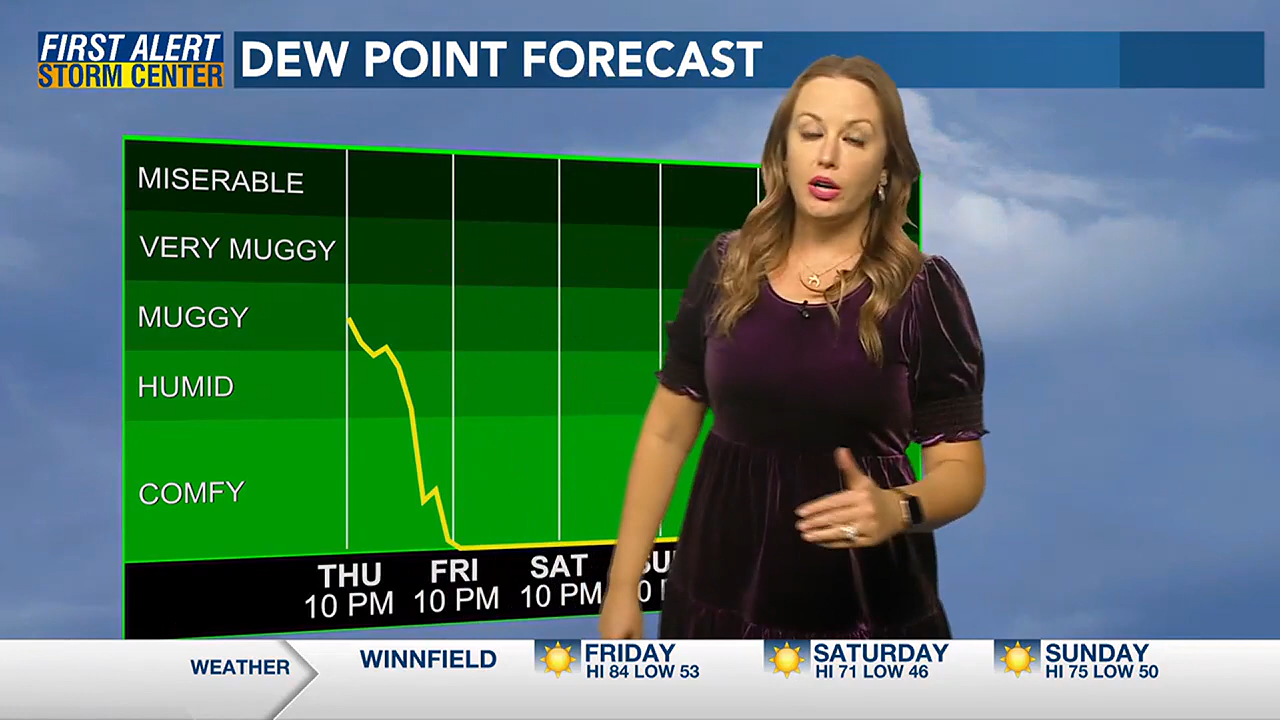 FIRST ALERT
STORM CENTER
DEW POINT FORECAST
MISERABLE
VERY MUGGY
MUGGY
HUMID
COMFY
THU
10 PM
FRI
10 PM
SAT
10 PM
WEATHER
WINNFIELD
FRIDAY
HI 84 LOW 53
SATURDAY
HI 71 LOW 46
SUNDAY
HI 75 LOW 50